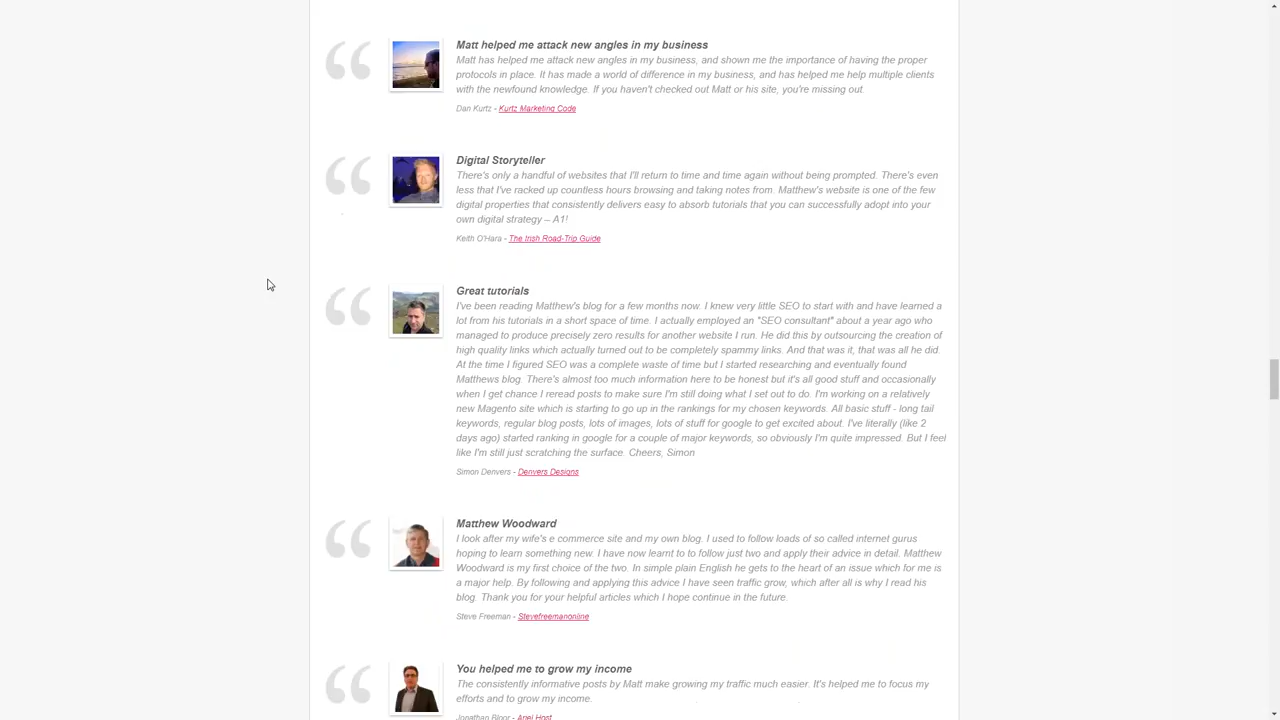 Matt helped me attack new angles in my business
Matt has helped me attack new angles in my business, and shown me the importance of having the proper
protocols in place. It has made a world of difference in my business, and has helped me help multiple clients
with the newfound knowledge. If you haven't checked out Matt or his site, you're missing out.
Dan Kurtz - Kurtz Marketing Code
Digital Storyteller
There's only a handful of websites that I'll return to time and time again without being prompted. There's even
less that I've racked up countless hours browsing and taking notes from. Matthew's website is one of the few
digital properties that consistently delivers easy to absorb tutorials that you can successfully adopt into your
own digital strategy – A1!
Keith O'Hara - The Irish Road-Trip Guide
Great tutorials
I've been reading Matthew's blog for a few months now. I knew very little SEO to start with and have learned a
lot from his tutorials in a short space of time. I actually employed an "SEO consultant" about a year ago who
managed to produce precisely zero results for another website I run. He did this by outsourcing the creation of
high quality links which actually turned out to be completely spammy links. And that was it, that was all he did.
At the time I figured SEO was a complete waste of time but I started researching and eventually found
Matthews blog. There's almost too much information here to be honest but it's all good stuff and occasionally
when I get chance I reread posts to make sure I'm still doing what I set out to do. I'm working on a relatively
new Magento site which is starting to go up in the rankings for my chosen keywords. All basic stuff - long tail
keywords, regular blog posts, lots of images, lots of stuff for google to get excited about. I've literally (like 2
days ago) started ranking in google for a couple of major keywords, so obviously I'm quite impressed. But I feel
like I'm still just scratching the surface. Cheers, Simon
Simon Denvers - Denvers Designs
Matthew Woodward
I look after my wife's e commerce site and my own blog. I used to follow loads of so called internet gurus
hoping to learn something new. I have now learnt to to follow just two and apply their advice in detail. Matthew
Woodward is my first choice of the two. In simple plain English he gets to the heart of an issue which for me is
a major help. By following and applying this advice I have seen traffic grow, which after all is why I read his
blog. Thank you for your helpful articles which I hope continue in the future.
Steve Freeman - Stevefreemanonline
You helped me to grow my income
The consistently informative posts by Matt make growing my traffic much easier. It's helped me to focus my
efforts and to grow my income.
Jonathan Bloor - Ariel Host